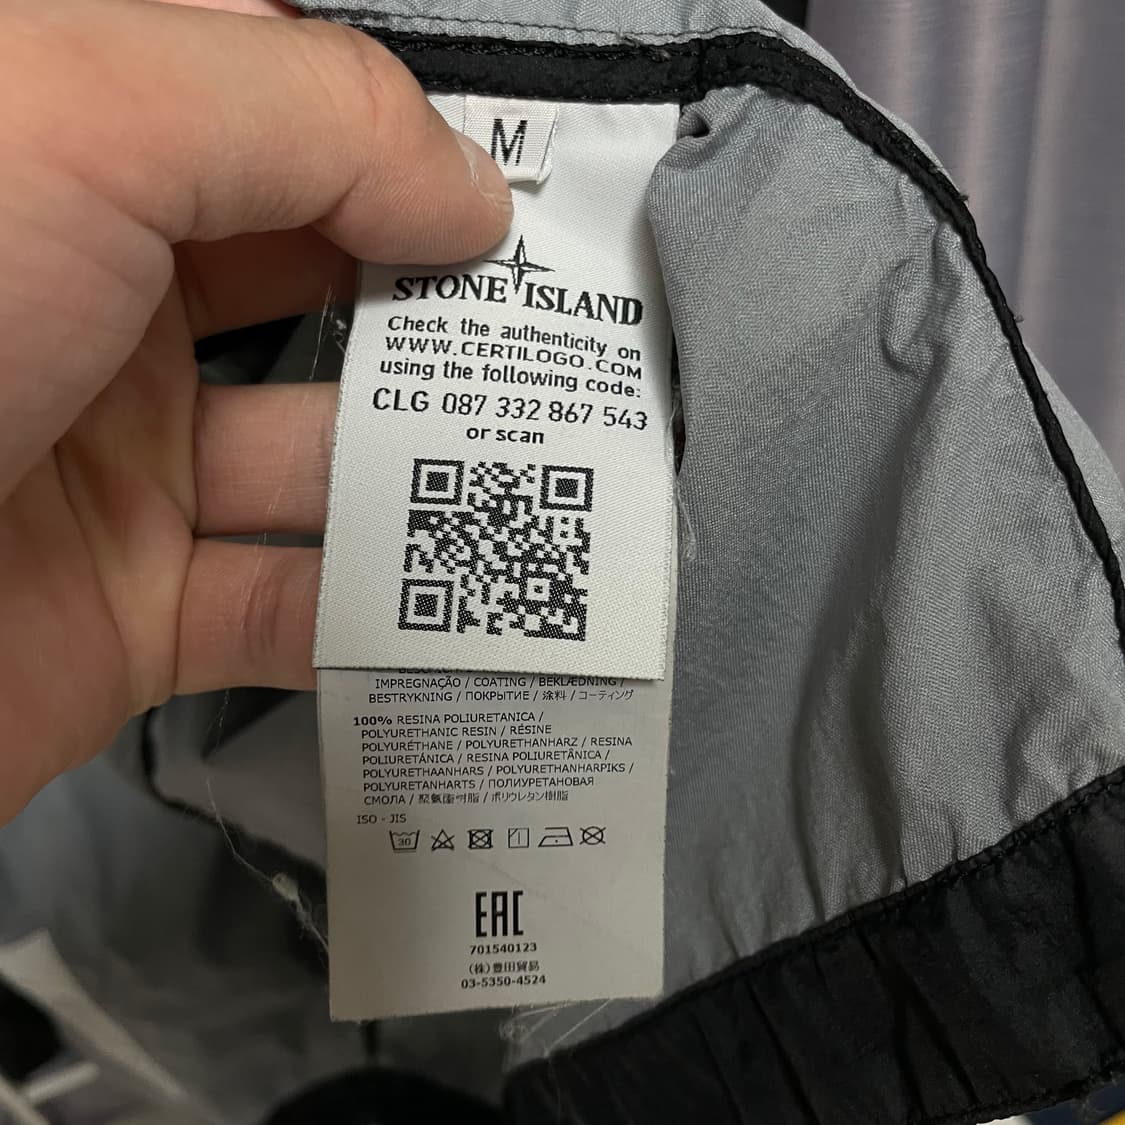 M
STONE ISLAND
Check the authenticity on
WWW.CERTILOGO.COM
using the following code:
CLG 087 332 867 543
or scan
IMPREGNAÇÃO / COATING / BEKLÆDNING /
BESTRYKNING / ПОКРЫТИЕ / 涂料 / コーティング
100% RESINA POLIURETANICA /
POLYURETHANIC RESIN / RÉSINE
POLYURÉTHANE / POLYURETHANHARZ / RESINA
POLIURETÁNICA / RESINA POLIURETÂNICA /
POLYURETHAANHARS / POLYURETHANHARPIKS /
POLYURETANHARTS / ПОЛИУРЕТАНОВАЯ
СМОЛА / 聚氨酯树脂 / ポリウレタン樹脂
ISO - JIS
30
EAC
701540123
(株)豊田貿易
03-5350-4524